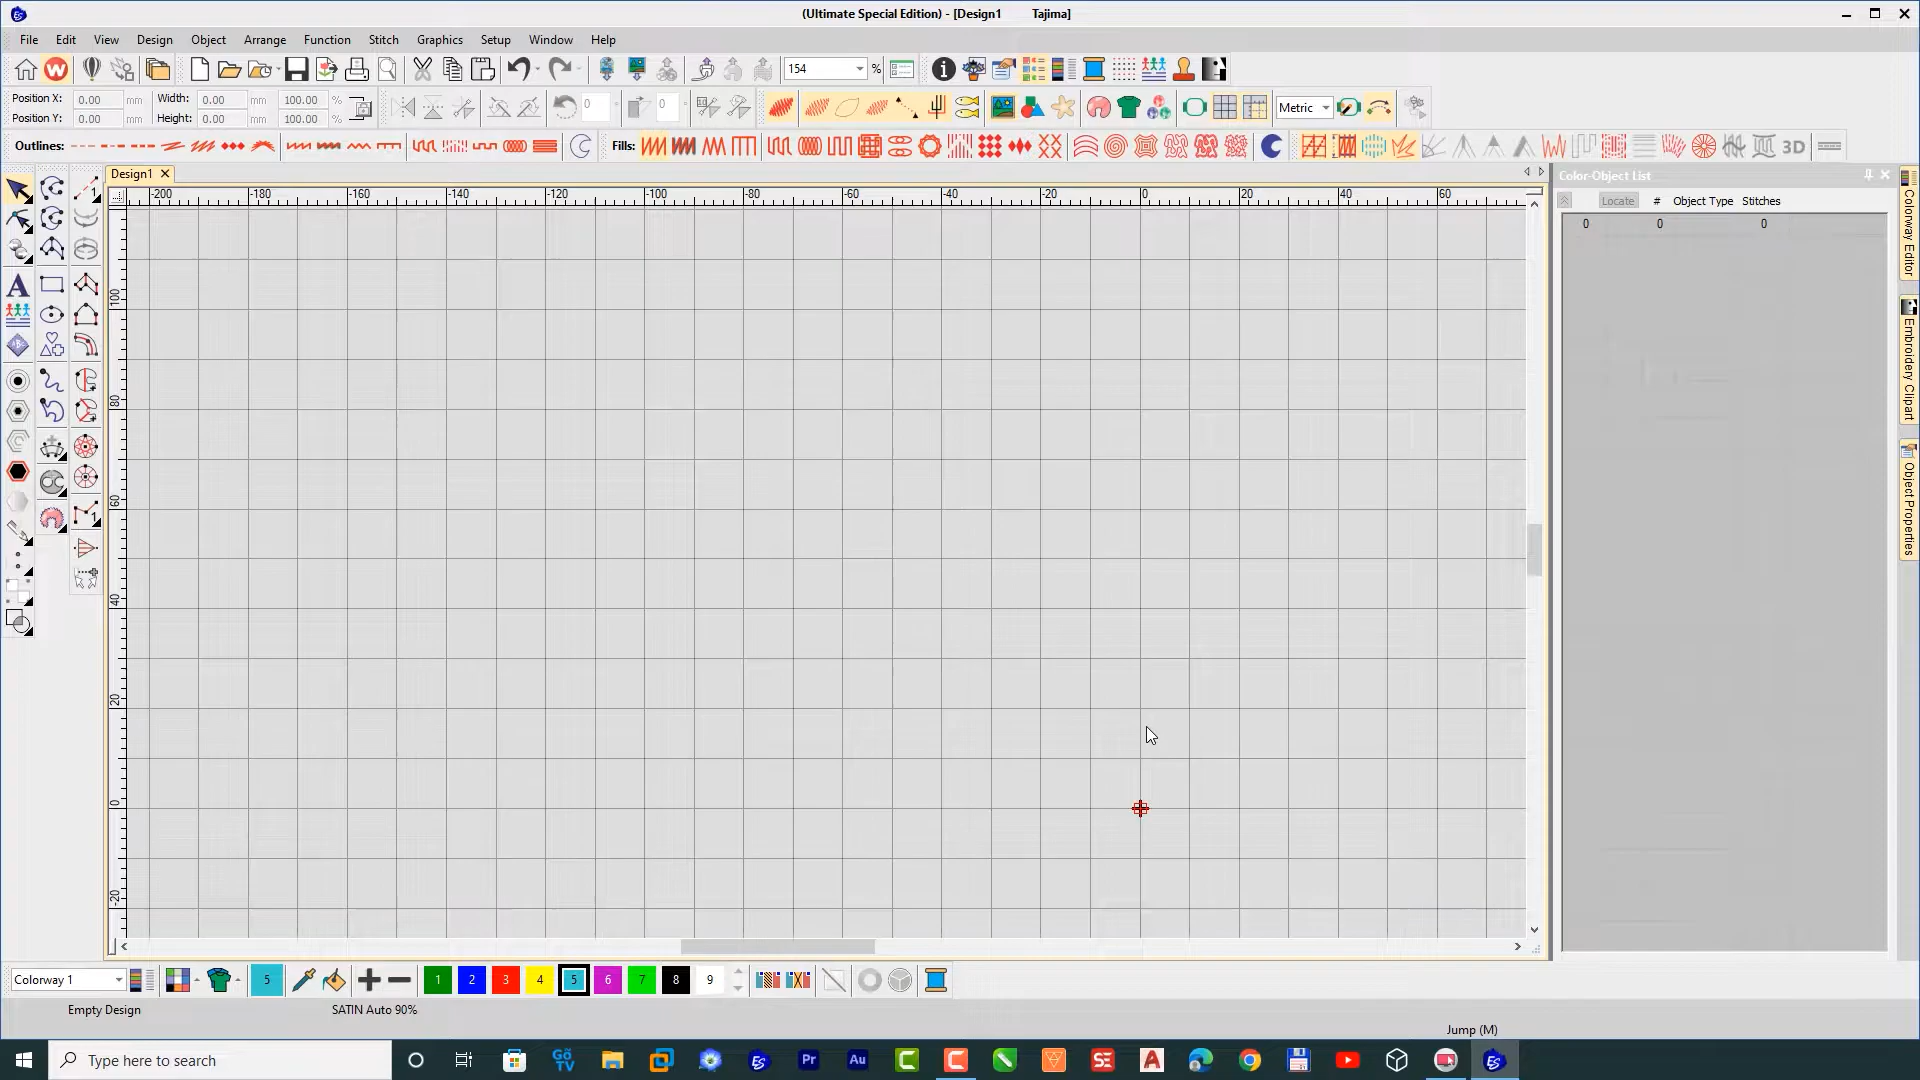 (Ultimate Special Edition) - [Design1 Tajima]
File Edit View Design Object Arrange Function Stitch Graphics Setup Window Help
154 %
Position X: 0.00 mm Width: 0.00 mm 100.00 % 0 0 Metric
Position Y: 0.00 mm Height: 0.00 mm 100.00 %
Outlines: Fills: 3D
Design1
Color-Object List
-200 -180 -160 -140 -120 -100 -80 -60 -40 -20 0 20 40 60
Locate # Object Type Stitches
0 0 0
Colorway Editor
Embroidery Clipart
Object Properties
100
80
60
40
20
0
-20
Colorway 1 5 1 2 3 4 5 6 7 8 9
Empty Design SATIN Auto 90%
Jump (M)
Type here to search